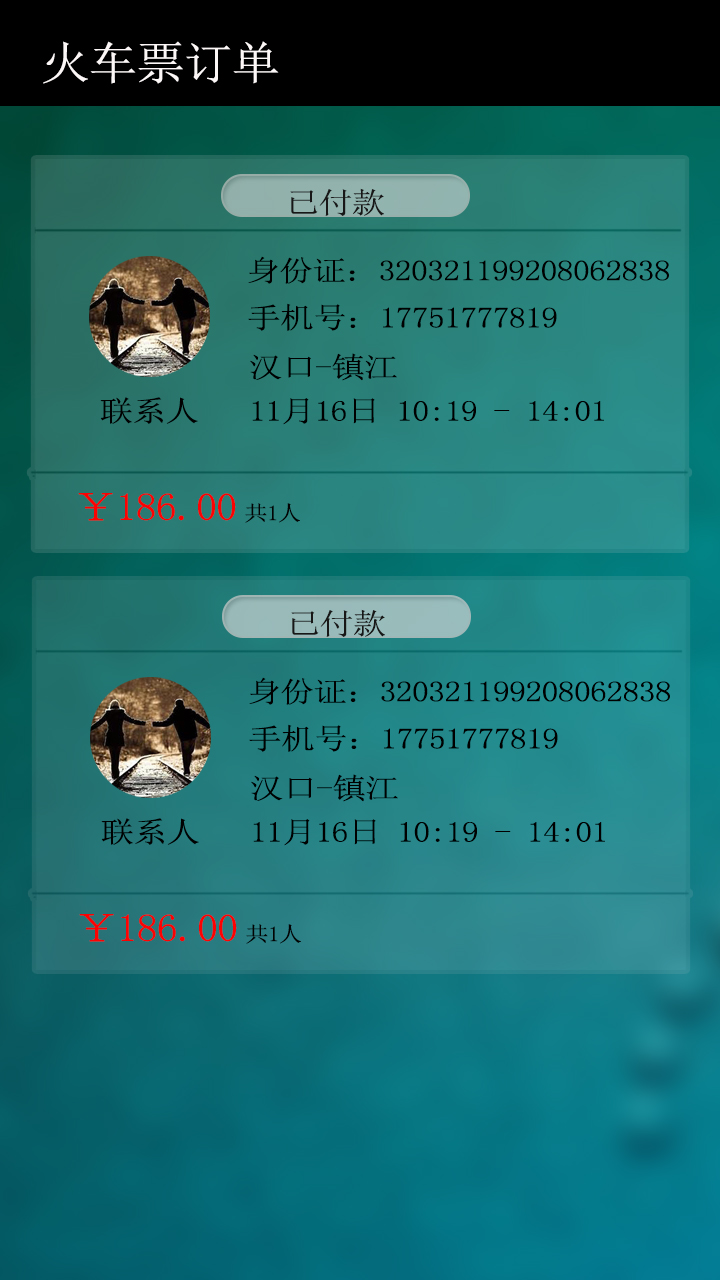 火车票订单
已付款
身份证：320321199208062838
手机号：17751777819
汉口-镇江
联系人 11月16日 10:19 - 14:01
￥186.00 共1人
已付款
身份证：320321199208062838
手机号：17751777819
汉口-镇江
联系人 11月16日 10:19 - 14:01
￥186.00 共1人